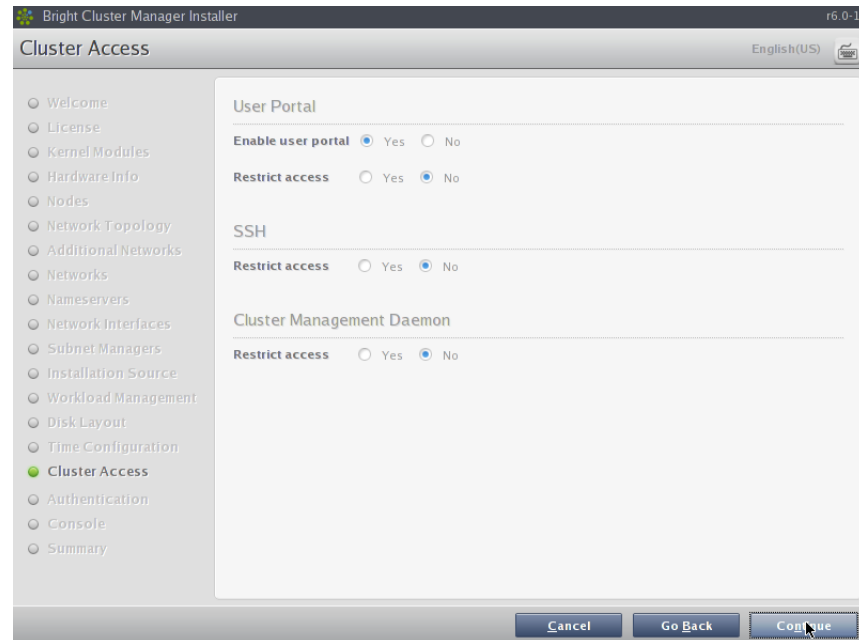 Bright Cluster Manager Installer r6.0-1
Cluster Access English(US)
Welcome
License
Kernel Modules
Hardware Info
Nodes
Network Topology
Additional Networks
Networks
Nameservers
Network Interfaces
Subnet Managers
Installation Source
Workload Management
Disk Layout
Time Configuration
Cluster Access
Authentication
Console
Summary
User Portal
Enable user portal Yes No
Restrict access Yes No
SSH
Restrict access Yes No
Cluster Management Daemon
Restrict access Yes No
Cancel Go Back Continue